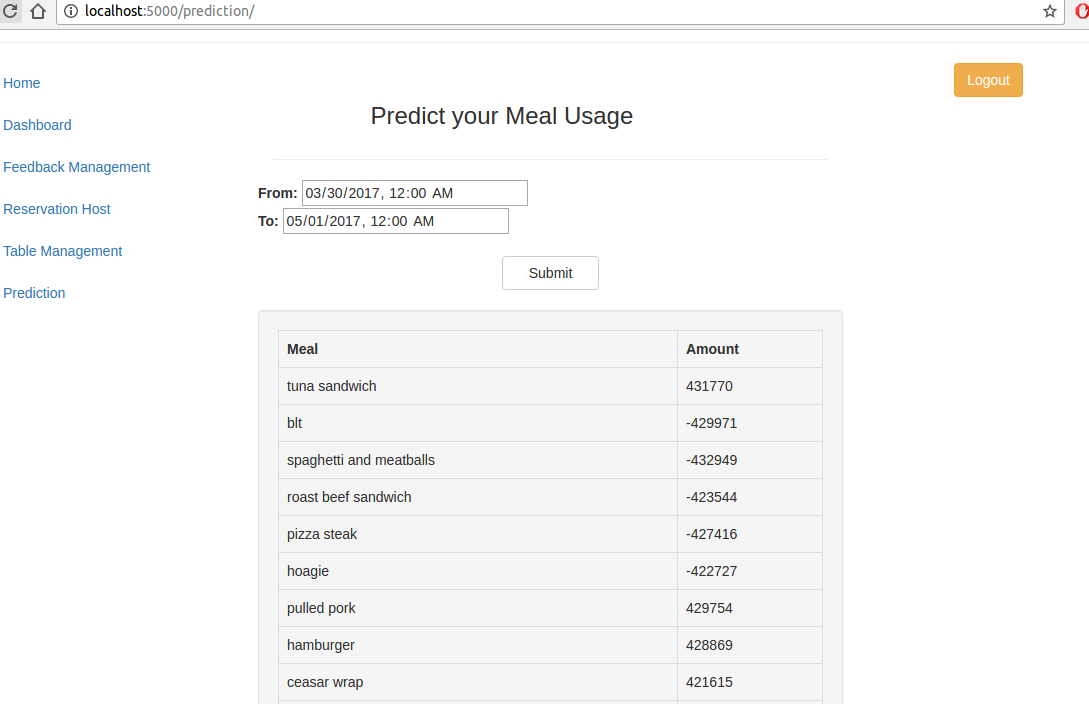 localhost:5000/prediction/
Logout
Home
Dashboard
Feedback Management
Reservation Host
Table Management
Prediction
Predict your Meal Usage
From: 03/30/2017, 12:00 AM
To: 05/01/2017, 12:00 AM
Submit
Meal Amount
tuna sandwich 431770
blt -429971
spaghetti and meatballs -432949
roast beef sandwich -423544
pizza steak -427416
hoagie -422727
pulled pork 429754
hamburger 428869
ceasar wrap 421615